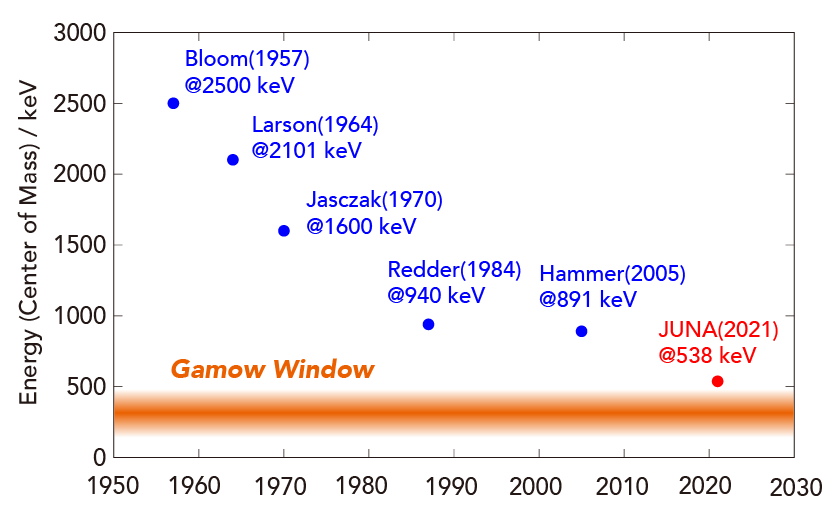 3000
2500
2000
1500
1000
500
0
Energy (Center of Mass) / keV
Bloom(1957)
@2500 keV
Larson(1964)
@2101 keV
Jasczak(1970)
@1600 keV
Redder(1984)
@940 keV
Hammer(2005)
@891 keV
JUNA(2021)
@538 keV
Gamow Window
1950 1960 1970 1980 1990 2000 2010 2020 2030